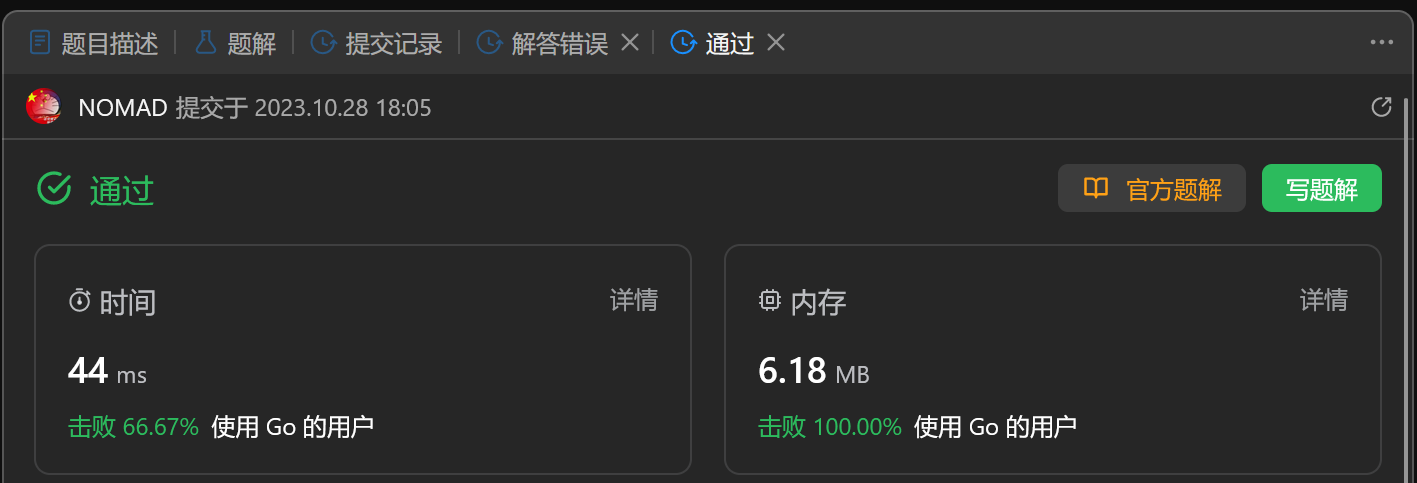 题目描述 题解 提交记录 解答错误 通过
NOMAD 提交于 2023.10.28 18:05
通过 官方题解 写题解
时间 详情 内存 详情
44 ms 6.18 MB
击败 66.67% 使用 Go 的用户 击败 100.00% 使用 Go 的用户